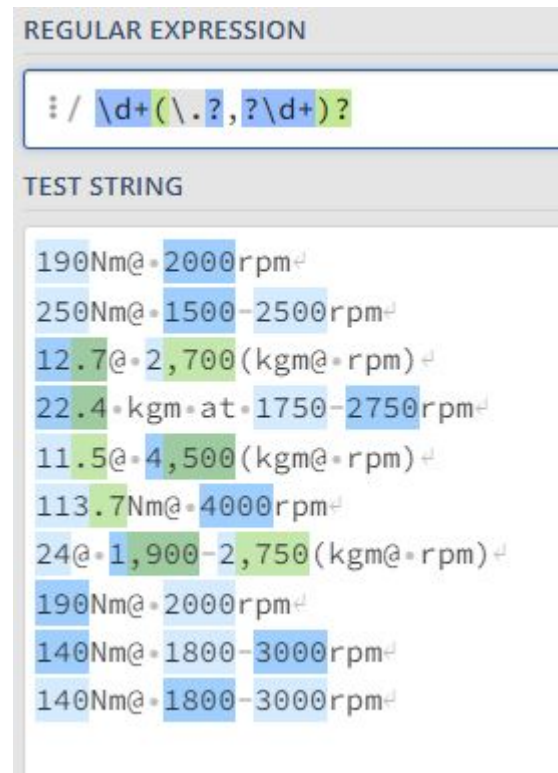 REGULAR EXPRESSION
/ \d+(\.?,?\d+)?
TEST STRING
190Nm@ 2000rpm
250Nm@ 1500-2500rpm
12.7@ 2,700(kgm@ rpm)
22.4 kgm at 1750-2750rpm
11.5@ 4,500(kgm@ rpm)
113.7Nm@ 4000rpm
24@ 1,900-2,750(kgm@ rpm)
190Nm@ 2000rpm
140Nm@ 1800-3000rpm
140Nm@ 1800-3000rpm